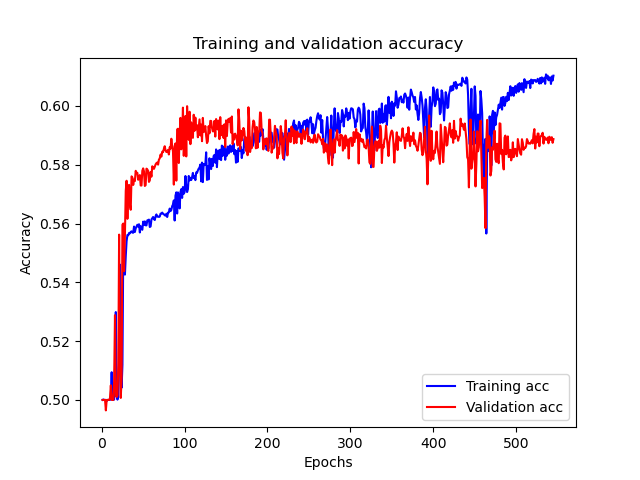 Training and validation accuracy
Accuracy
0.60
0.58
0.56
0.54
0.52
0.50
0
100
200
300
400
500
Epochs
Training acc
Validation acc